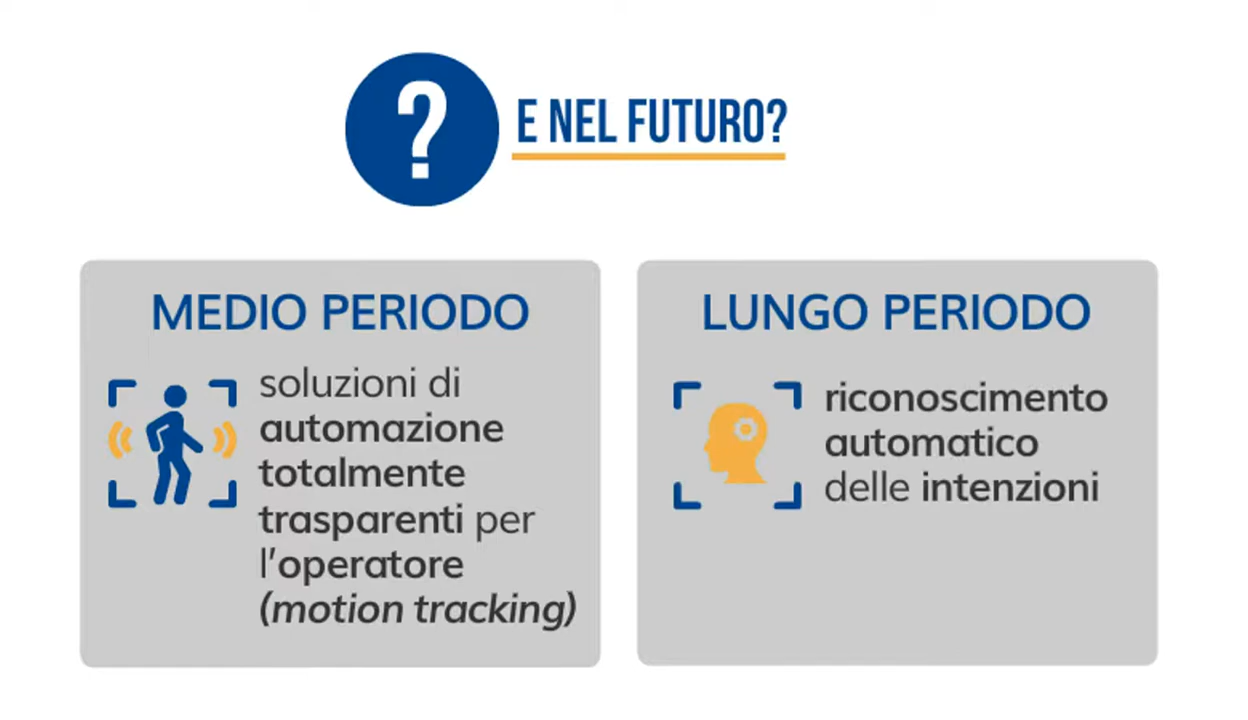 ?
E NEL FUTURO?
MEDIO PERIODO
soluzioni di
automazione
totalmente
trasparenti per
l'operatore
(motion tracking)
LUNGO PERIODO
riconoscimento
automatico
delle intenzioni